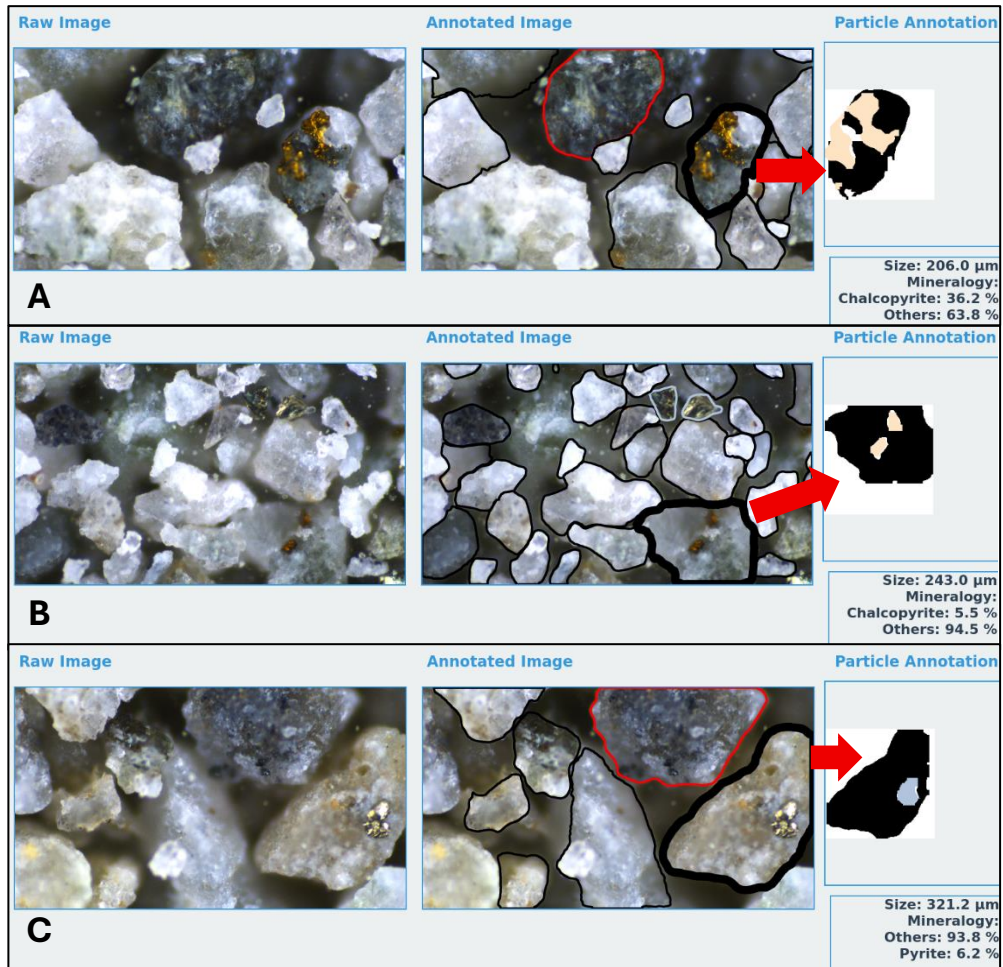 Raw Image
Annotated Image
Particle Annotation
Size: 206.0 μm
Mineralogy:
Chalcopyrite: 36.2 %
Others: 63.8 %
A
Raw Image
Annotated Image
Particle Annotation
Size: 243.0 μm
Mineralogy:
Chalcopyrite: 5.5 %
Others: 94.5 %
B
Raw Image
Annotated Image
Particle Annotation
Size: 321.2 μm
Mineralogy:
Others: 93.8 %
Pyrite: 6.2 %
C